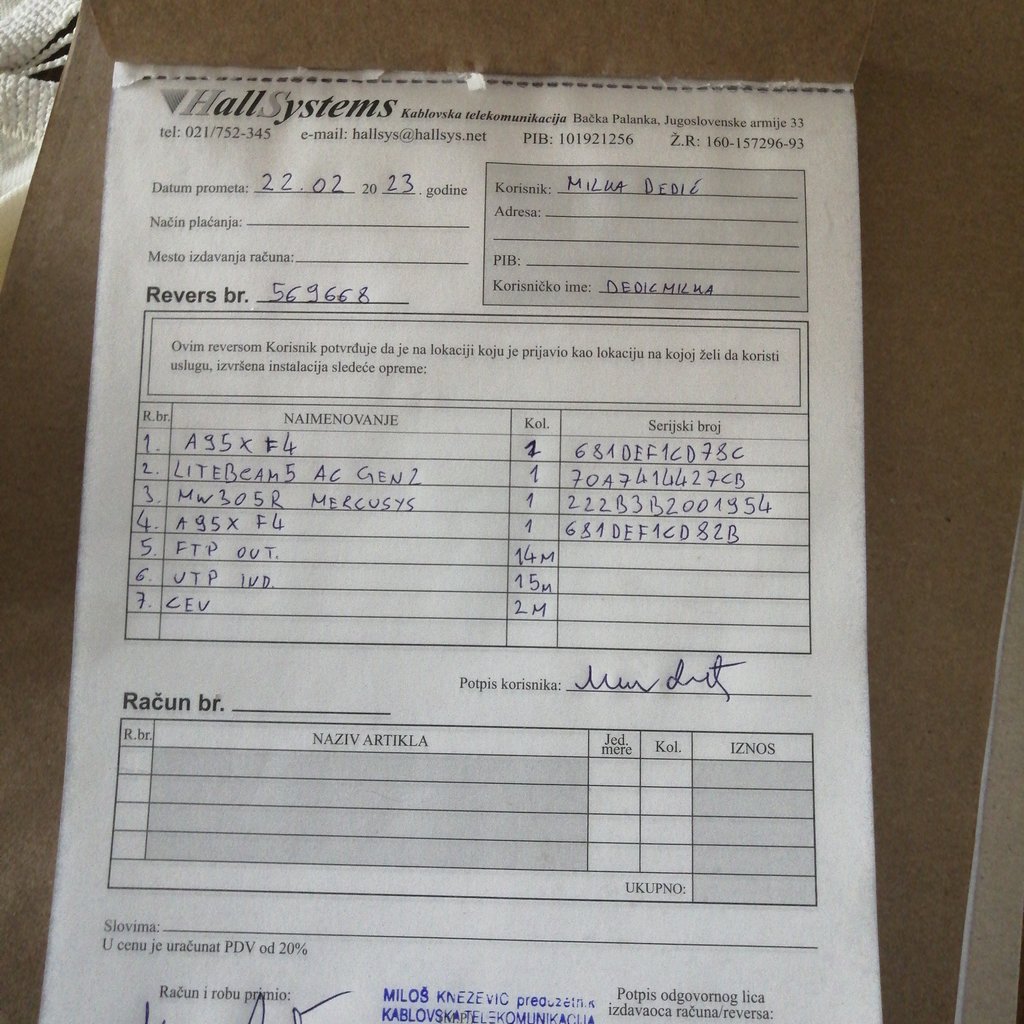 HallSystems Kablovska telekomunikacija Bačka Palanka, Jugoslovenske armije 33
tel: 021/752-345 e-mail: hallsys@hallsys.net PIB: 101921256 Ž.R: 160-157296-93
Datum prometa: 22.02 2023. godine
Način plaćanja:
Mesto izdavanja računa:
Revers br. 569668
Korisnik: MILKA DEDIĆ
Adresa:
PIB:
Korisničko ime: DEDICMILKA
Ovim reversom Korisnik potvrđuje da je na lokaciji koju je prijavio kao lokaciju na kojoj želi da koristi
uslugu, izvršena instalacija sledeće opreme:
R.br. NAIMENOVANJE Kol. Serijski broj
1. A95X F4 1 681DEF1CD78C
2. LITEBEAM5 AC GEN2 1 70A7414427CB
3. MW305R MERCUSYS 1 222B3B2001954
4. A95X F4 1 681DEF1CD82B
5. FTP OUT. 14M
6. UTP IND. 15M
7. CEV 2M
Potpis korisnika:
Račun br.
R.br. NAZIV ARTIKLA Jed. mere Kol. IZNOS
UKUPNO:
Slovima:
U cenu je uračunat PDV od 20%
Račun i robu primio:
MILOŠ KNEZEVIĆ preduzetnik
KABLOVSKA TELEKOMUNIKACIJA
Potpis odgovornog lica
izdavaoca računa/reversa: